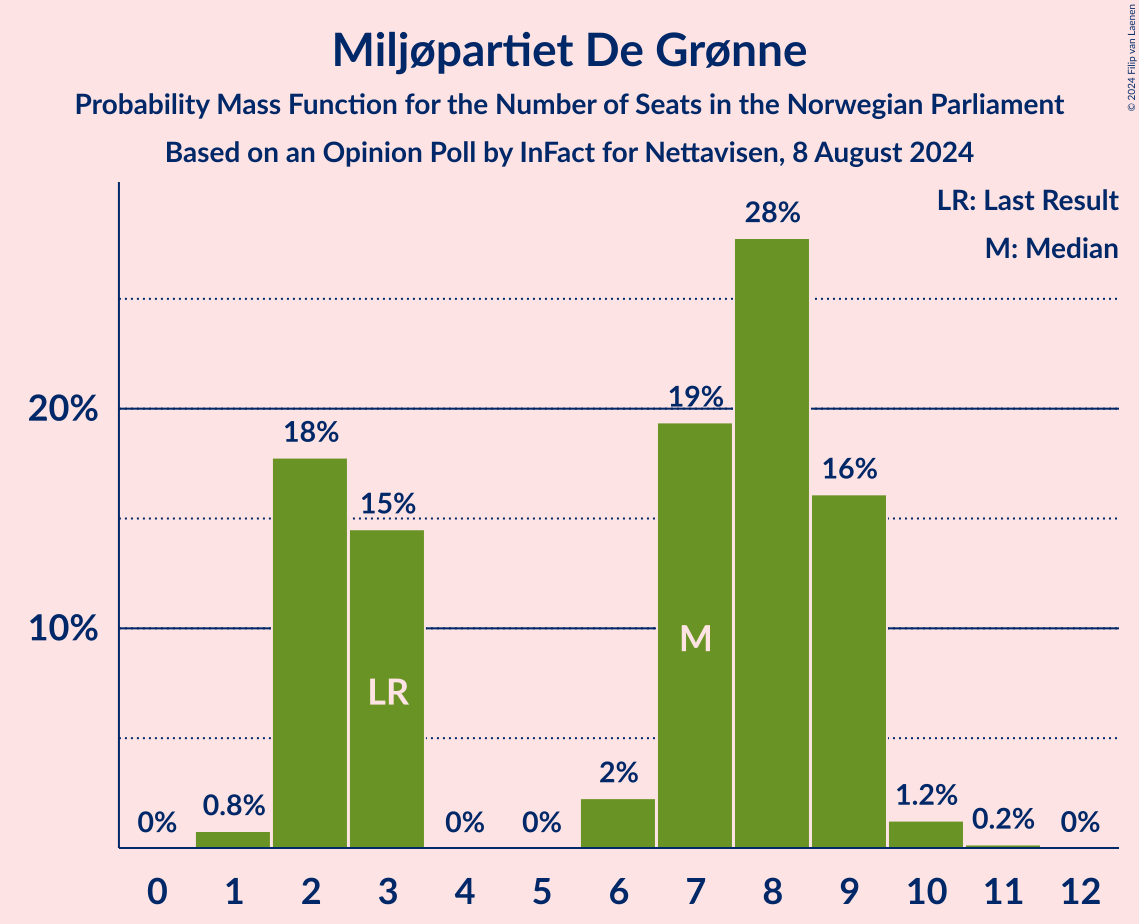 Miljøpartiet De Grønne
Probability Mass Function for the Number of Seats in the Norwegian Parliament
Based on an Opinion Poll by InFact for Nettavisen, 8 August 2024
© 2024 Filip van Laenen
LR: Last Result
M: Median
28%
20%
19%
18%
16%
15%
10%
M
LR
2%
1.2%
0.8%
0%
0%
0%
0.2%
0%
0 1 2 3 4 5 6 7 8 9 10 11 12